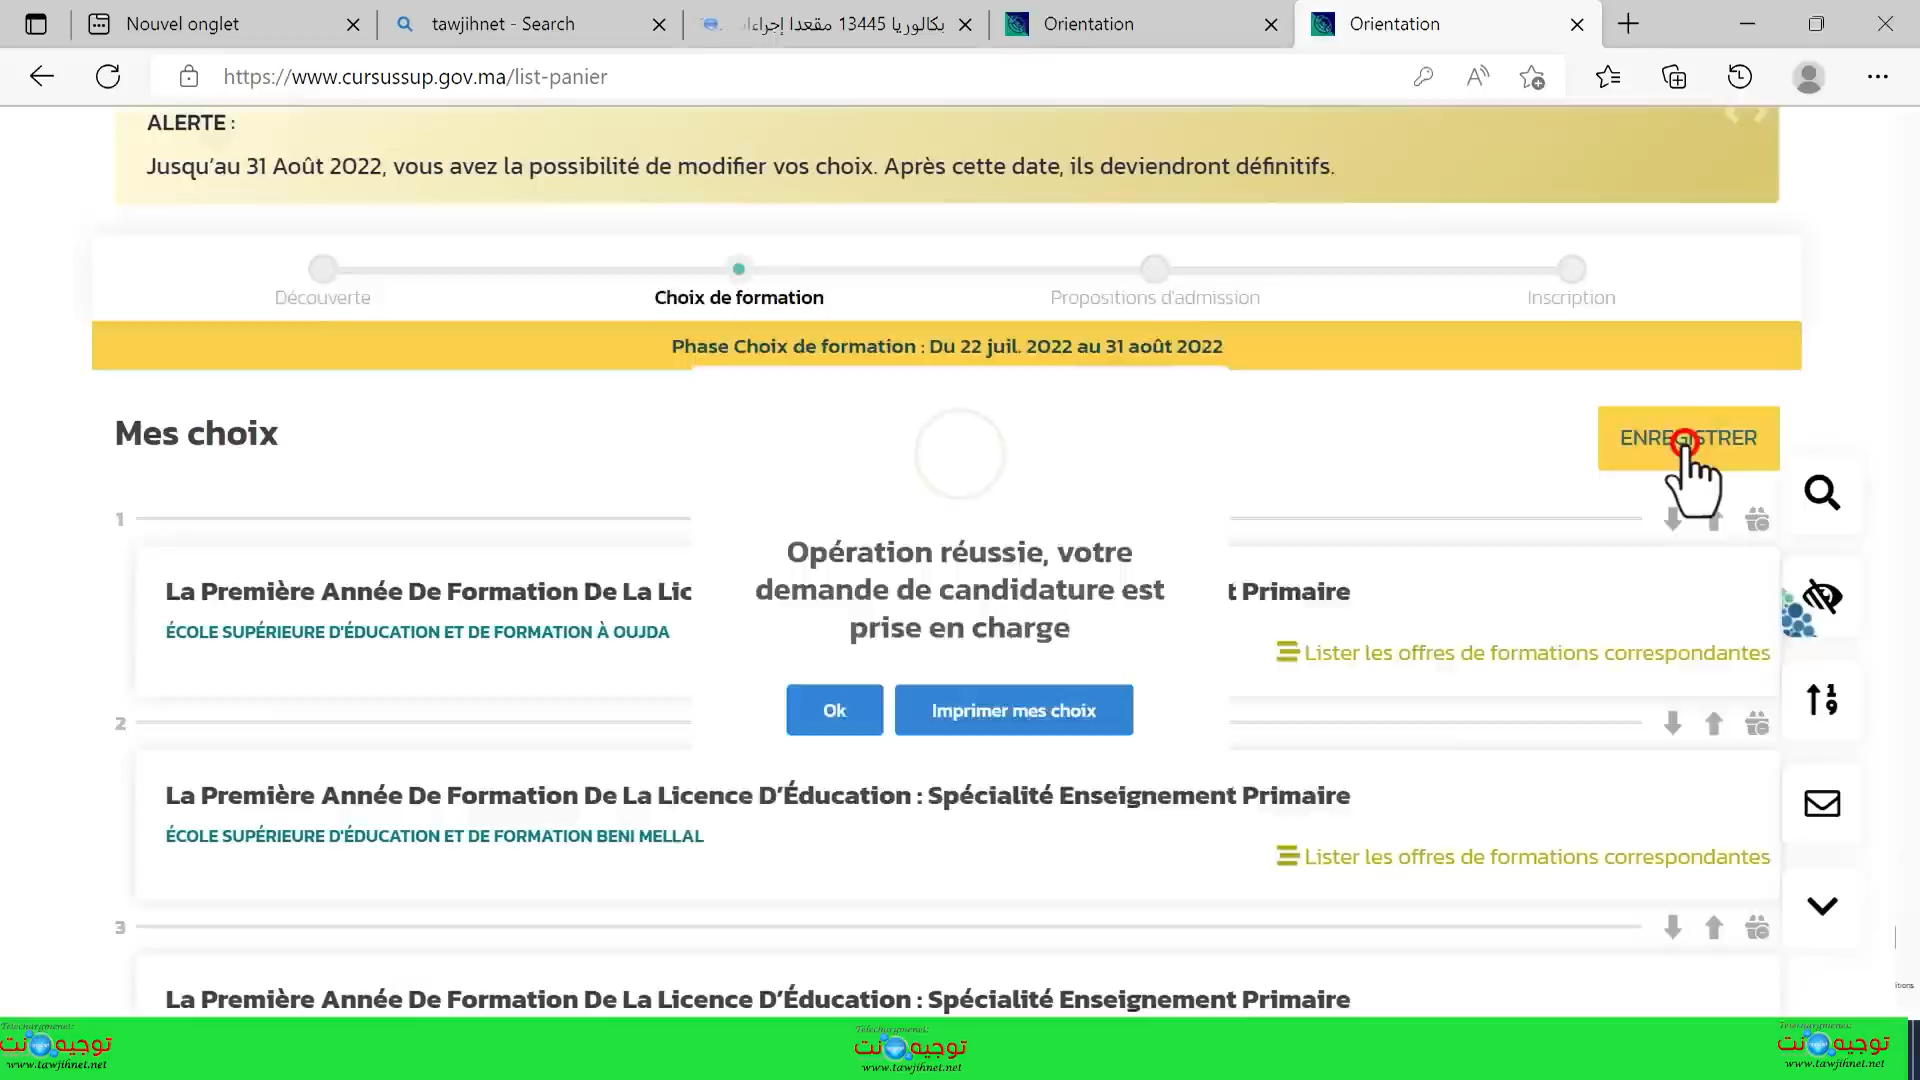 Nouvel onglet
tawjihnet - Search
بكالوريا 13445 مقعدا إجراءات
Orientation
Orientation
https://www.cursussup.gov.ma/list-panier
ALERTE :
Jusqu’au 31 Août 2022, vous avez la possibilité de modifier vos choix. Après cette date, ils deviendront définitifs.
Découverte
Choix de formation
Propositions d'admission
Inscription
Phase Choix de formation : Du 22 juil. 2022 au 31 août 2022
Mes choix
ENREGISTRER
Opération réussie, votre
demande de candidature est
prise en charge
Ok
Imprimer mes choix
1
La Première Année De Formation De La Lic
t Primaire
ÉCOLE SUPÉRIEURE D'ÉDUCATION ET DE FORMATION À OUJDA
Lister les offres de formations correspondantes
2
La Première Année De Formation De La Licence D’Éducation : Spécialité Enseignement Primaire
ÉCOLE SUPÉRIEURE D'ÉDUCATION ET DE FORMATION BENI MELLAL
Lister les offres de formations correspondantes
3
La Première Année De Formation De La Licence D’Éducation : Spécialité Enseignement Primaire
توجيه نت
www.tawjihnet.net
توجيه نت
www.tawjihnet.net
توجيه نت
www.tawjihnet.net